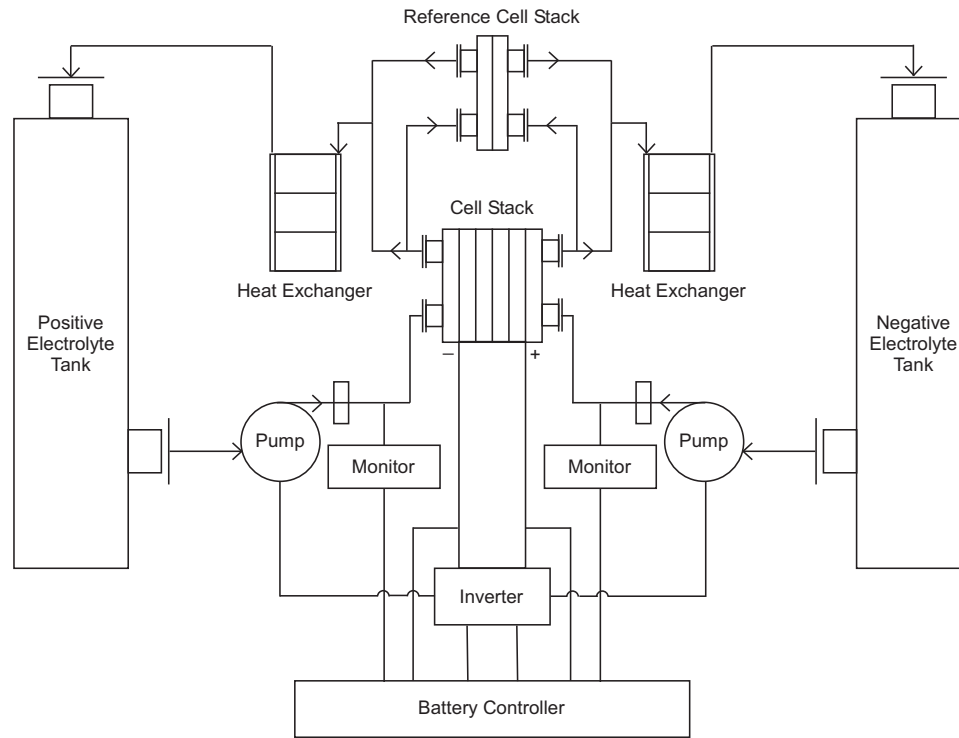 Reference Cell Stack
Cell Stack
Heat Exchanger
Heat Exchanger
Positive
Electrolyte
Tank
Negative
Electrolyte
Tank
–
+
Pump
Pump
Monitor
Monitor
Inverter
Battery Controller